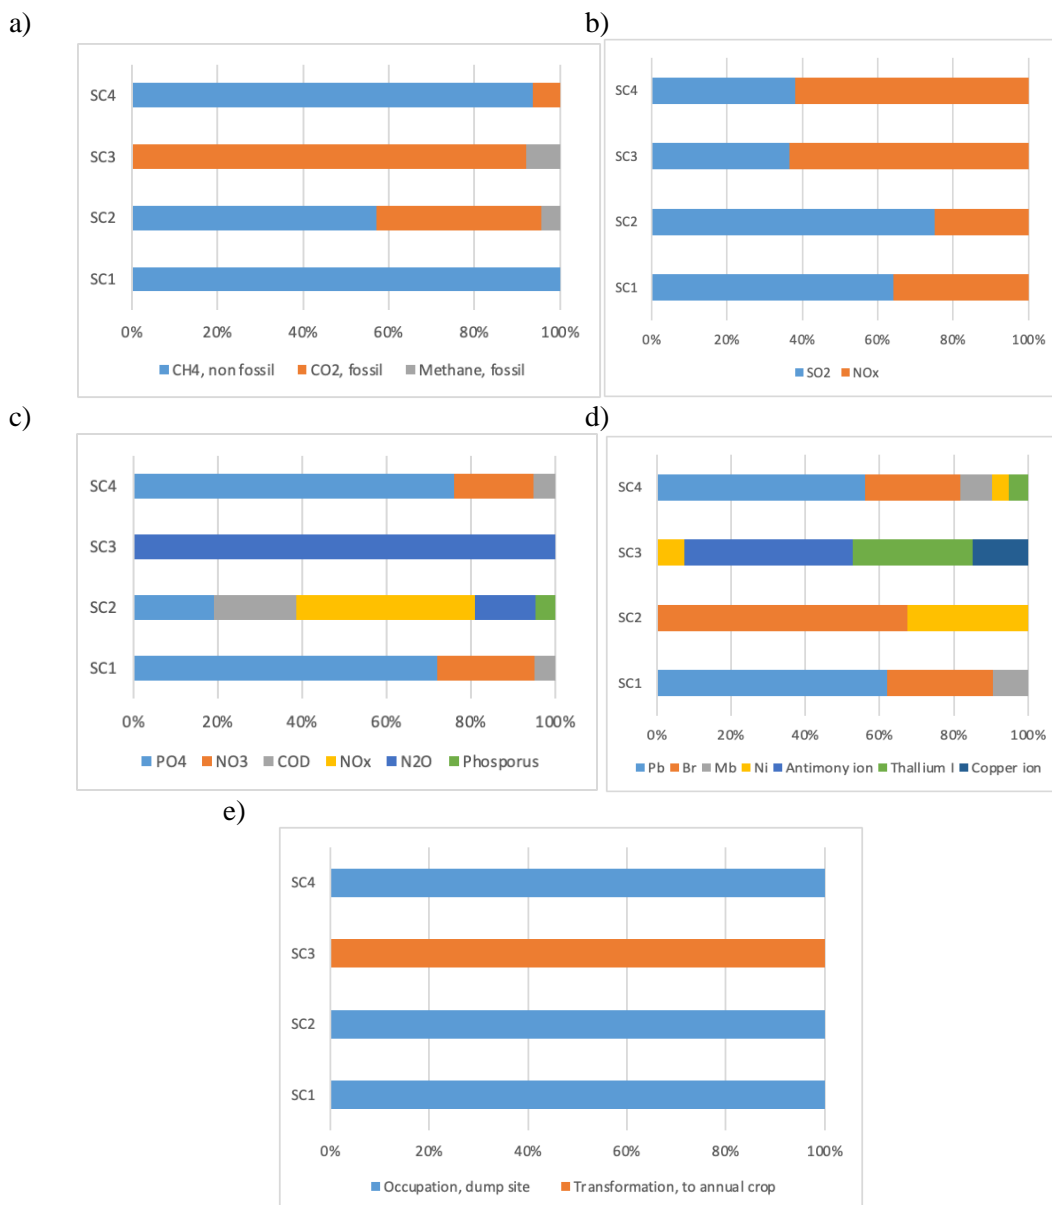 a)
SC4
SC3
SC2
SC1
0% 20% 40% 60% 80% 100%
CH4, non fossil CO2, fossil Methane, fossil
b)
SC4
SC3
SC2
SC1
0% 20% 40% 60% 80% 100%
SO2 NOx
c)
SC4
SC3
SC2
SC1
0% 20% 40% 60% 80% 100%
PO4 NO3 COD NOx N2O Phosporus
d)
SC4
SC3
SC2
SC1
0% 20% 40% 60% 80% 100%
Pb Br Mb Ni Antimony ion Thallium I Copper ion
e)
SC4
SC3
SC2
SC1
0% 20% 40% 60% 80% 100%
Occupation, dump site Transformation, to annual crop